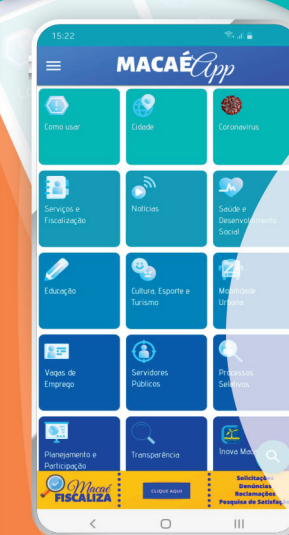 15:22
MACAÉ App
Como usar
Cidade
Coronavírus
Serviços e
Fiscalização
Notícias
Saúde e
Desenvolvimento
Social
Educação
Cultura, Esporte e
Turismo
Mobilidade
Urbana
Vagas de
Emprego
Servidores
Públicos
Processos
Seletivos
Planejamento e
Participação
Transparência
Inova Mac
Macaé
FISCALIZA
CLIQUE AQUI
Solicitações
Denúncias
Reclamações
Pesquisa de Satisfação